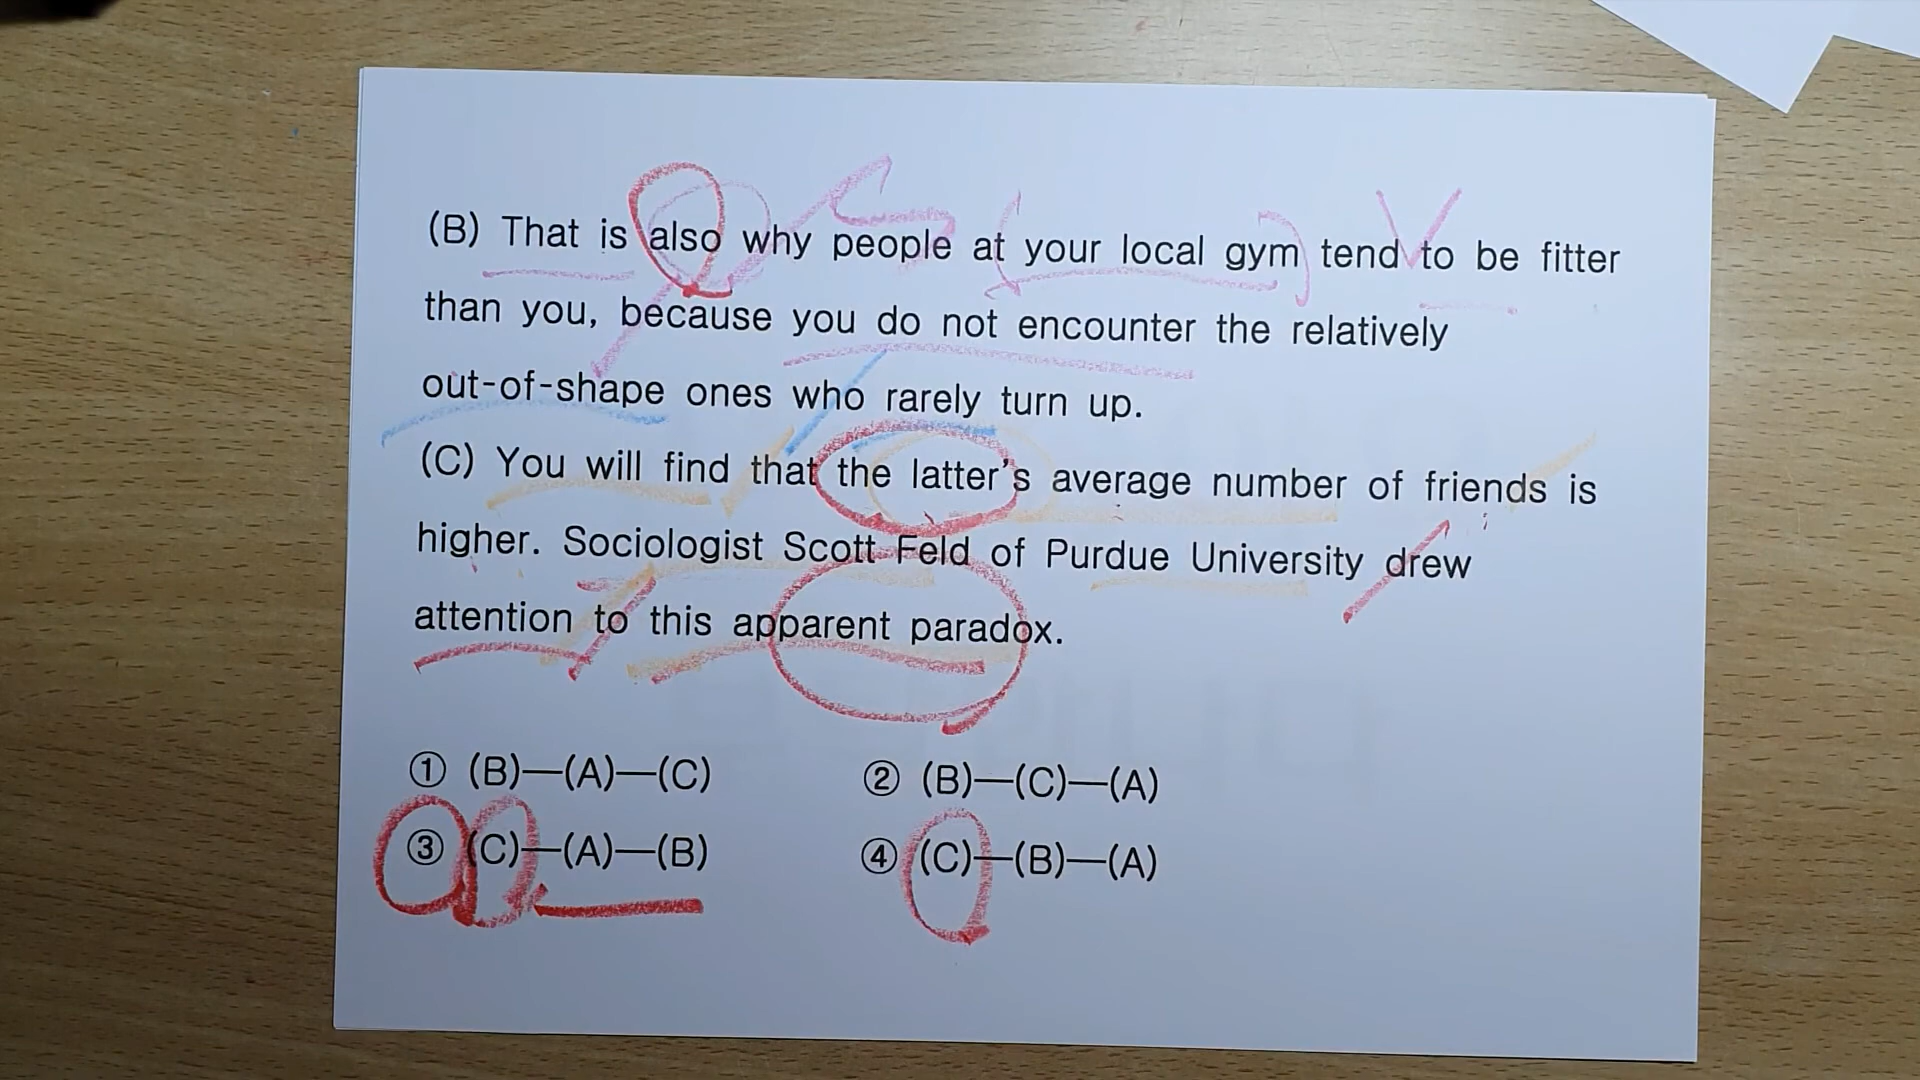 (B) That is also why people at your local gym tend to be fitter
than you, because you do not encounter the relatively
out-of-shape ones who rarely turn up.
(C) You will find that the latter's average number of friends is
higher. Sociologist Scott Feld of Purdue University drew
attention to this apparent paradox.
① (B)—(A)—(C) ② (B)—(C)—(A)
③ (C)—(A)—(B) ④ (C)—(B)—(A)